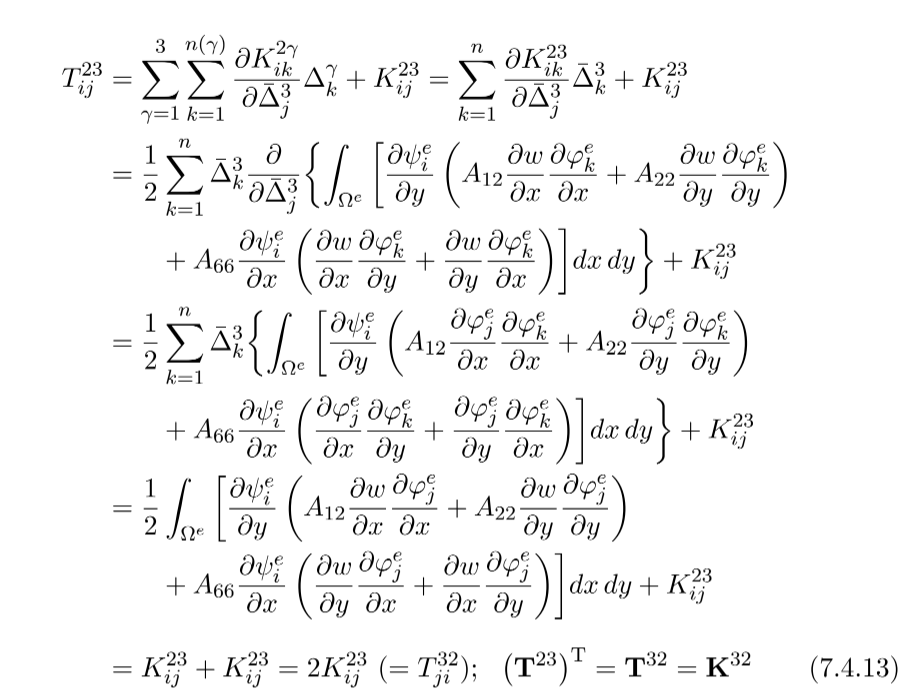 T_{ij}^{23} = \sum_{\gamma=1}^{3} \sum_{k=1}^{n(\gamma)} \frac{\partial K_{ik}^{2\gamma}}{\partial \bar{\Delta}_j^3} \Delta_k^{\gamma} + K_{ij}^{23} = \sum_{k=1}^{n} \frac{\partial K_{ik}^{23}}{\partial \bar{\Delta}_j^3} \bar{\Delta}_k^3 + K_{ij}^{23}
= \frac{1}{2} \sum_{k=1}^{n} \bar{\Delta}_k^3 \frac{\partial}{\partial \bar{\Delta}_j^3} \left\{ \int_{\Omega^e} \left[ \frac{\partial \psi_i^e}{\partial y} \left( A_{12} \frac{\partial w}{\partial x} \frac{\partial \varphi_k^e}{\partial x} + A_{22} \frac{\partial w}{\partial y} \frac{\partial \varphi_k^e}{\partial y} \right)
+ A_{66} \frac{\partial \psi_i^e}{\partial x} \left( \frac{\partial w}{\partial x} \frac{\partial \varphi_k^e}{\partial y} + \frac{\partial w}{\partial y} \frac{\partial \varphi_k^e}{\partial x} \right) \right] dx\, dy \right\} + K_{ij}^{23}
= \frac{1}{2} \sum_{k=1}^{n} \bar{\Delta}_k^3 \left\{ \int_{\Omega^e} \left[ \frac{\partial \psi_i^e}{\partial y} \left( A_{12} \frac{\partial \varphi_j^e}{\partial x} \frac{\partial \varphi_k^e}{\partial x} + A_{22} \frac{\partial \varphi_j^e}{\partial y} \frac{\partial \varphi_k^e}{\partial y} \right)
+ A_{66} \frac{\partial \psi_i^e}{\partial x} \left( \frac{\partial \varphi_j^e}{\partial x} \frac{\partial \varphi_k^e}{\partial y} + \frac{\partial \varphi_j^e}{\partial y} \frac{\partial \varphi_k^e}{\partial x} \right) \right] dx\, dy \right\} + K_{ij}^{23}
= \frac{1}{2} \int_{\Omega^e} \left[ \frac{\partial \psi_i^e}{\partial y} \left( A_{12} \frac{\partial w}{\partial x} \frac{\partial \varphi_j^e}{\partial x} + A_{22} \frac{\partial w}{\partial y} \frac{\partial \varphi_j^e}{\partial y} \right)
+ A_{66} \frac{\partial \psi_i^e}{\partial x} \left( \frac{\partial w}{\partial y} \frac{\partial \varphi_j^e}{\partial x} + \frac{\partial w}{\partial x} \frac{\partial \varphi_j^e}{\partial y} \right) \right] dx\, dy + K_{ij}^{23}
= K_{ij}^{23} + K_{ij}^{23} = 2K_{ij}^{23} (= T_{ji}^{32}); \left( \mathbf{T}^{23} \right)^{\mathrm{T}} = \mathbf{T}^{32} = \mathbf{K}^{32} (7.4.13)